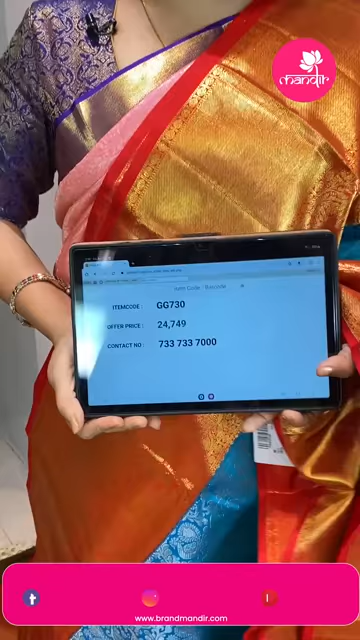 mandir
Item Code / Barcode
ITEMCODE : GG730
OFFER PRICE : 24,749
CONTACT NO : 733 733 7000
www.brandmandir.com